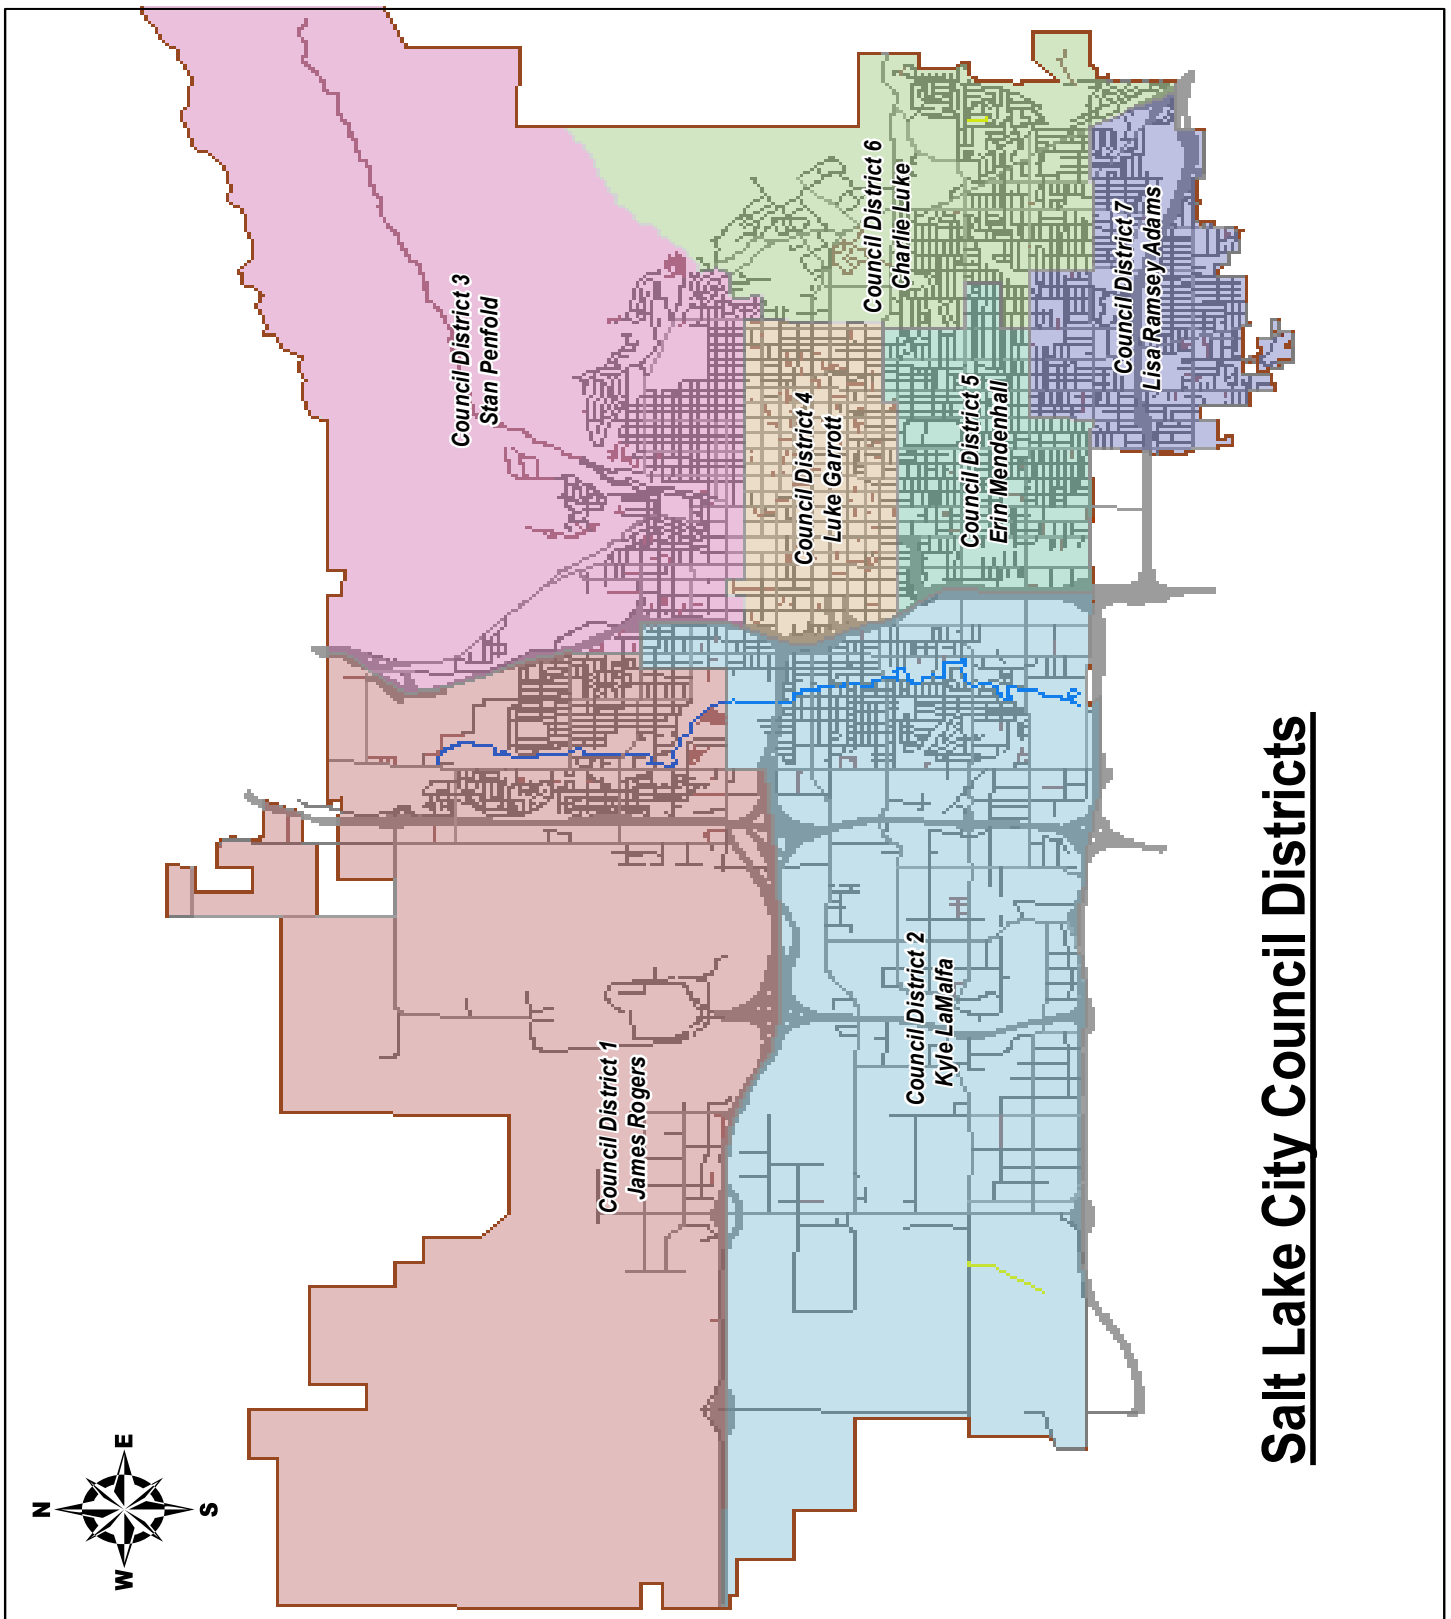 Council District 3
Stan Penfold
Council District 6
Charlie Luke
Council District 7
Lisa Ramsey Adams
Council District 4
Luke Garrott
Council District 5
Erin Mendenhall
Council District 1
James Rogers
Council District 2
Kyle LaMalfa
N
E
S
W
Salt Lake City Council Districts